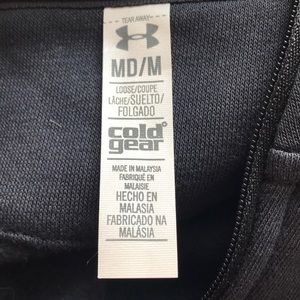 - TEAR AWAY -
MD/M
LOOSE/COUPE
LÂCHE/SUELTO/
FOLGADO
cold°
gear
MADE IN MALAYSIA
FABRIQUÉ EN
MALAISIE
HECHO EN
MALASIA
FABRICADO NA
MALÁSIA